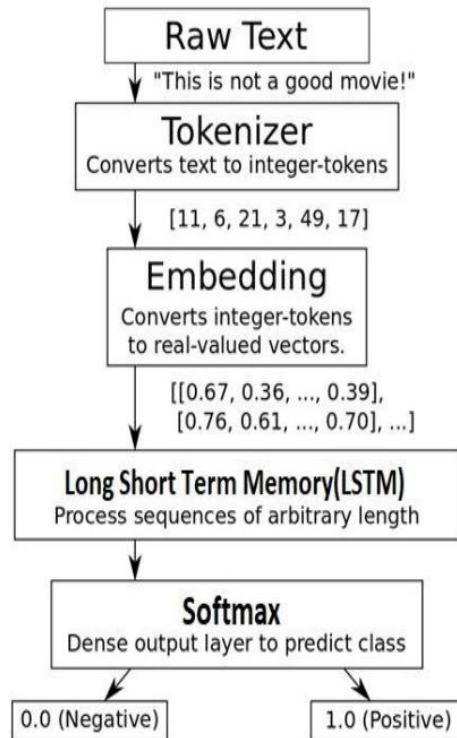 Raw Text
"This is not a good movie!"
Tokenizer
Converts text to integer-tokens
[11, 6, 21, 3, 49, 17]
Embedding
Converts integer-tokens
to real-valued vectors.
[[0.67, 0.36, ..., 0.39],
[0.76, 0.61, ..., 0.70], ...]
Long Short Term Memory(LSTM)
Process sequences of arbitrary length
Softmax
Dense output layer to predict class
0.0 (Negative)
1.0 (Positive)